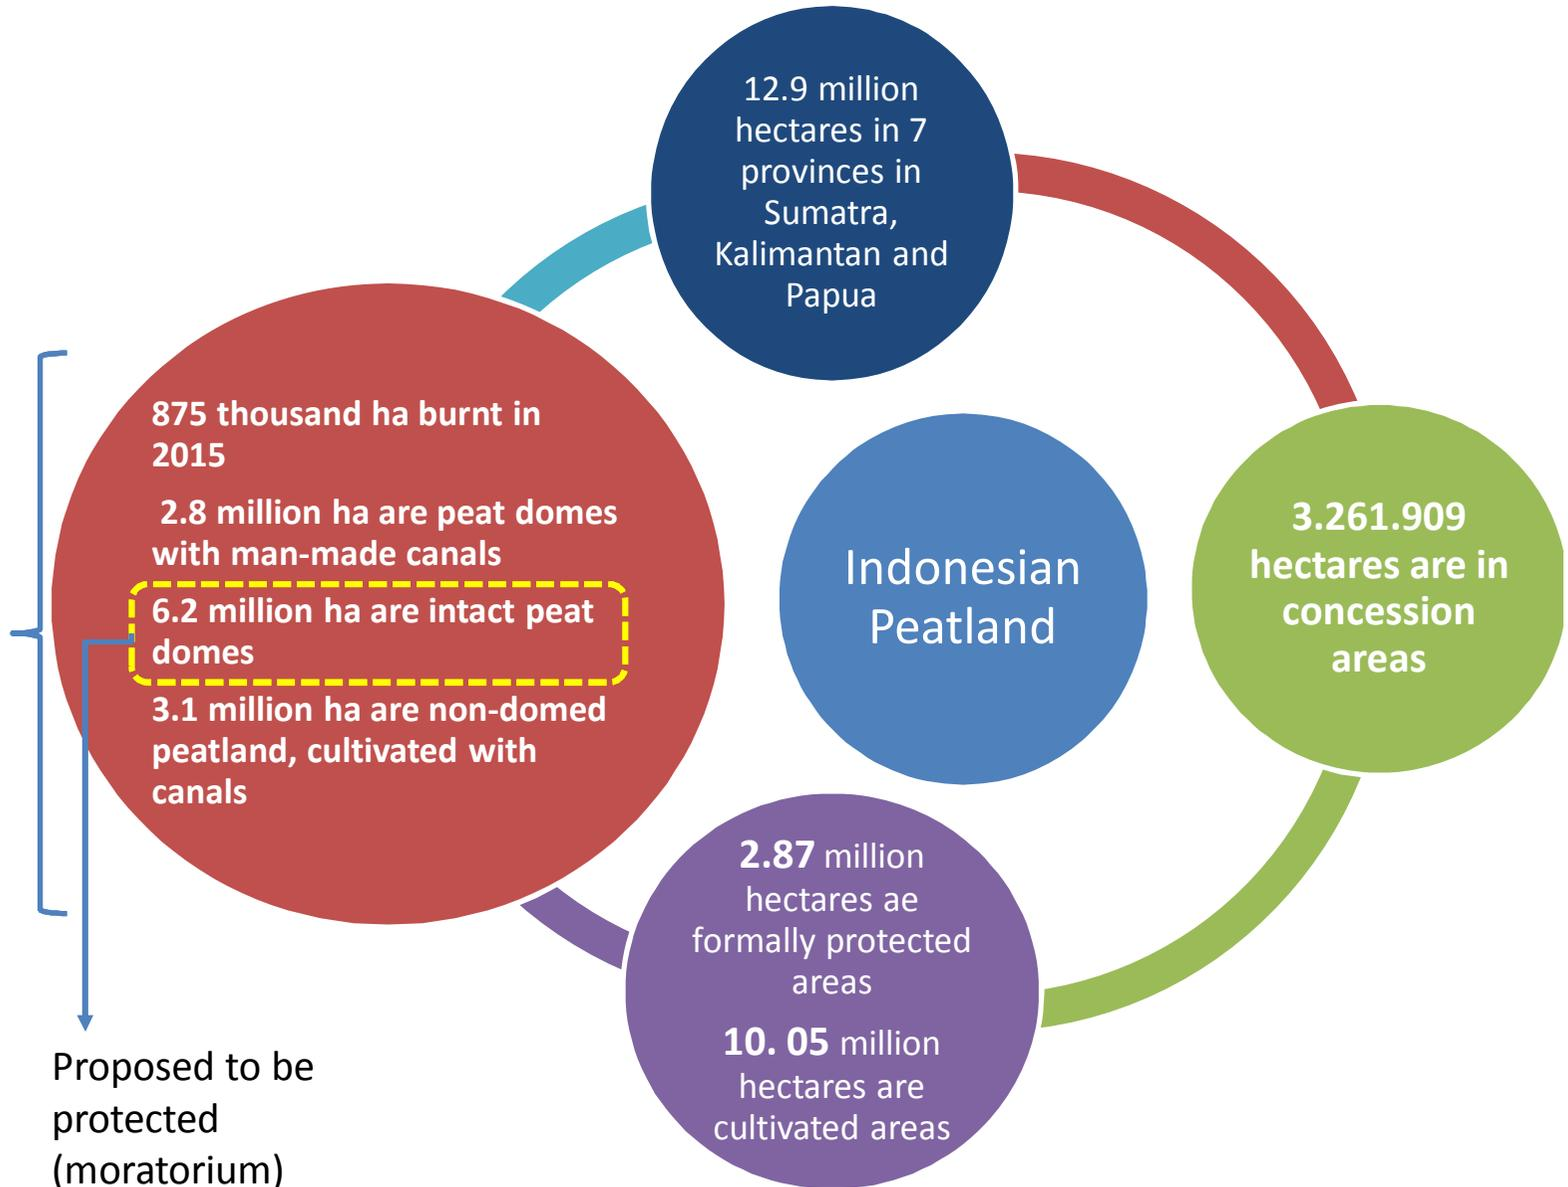 12.9 million
hectares in 7
provinces in
Sumatra,
Kalimantan and
Papua
875 thousand ha burnt in
2015
2.8 million ha are peat domes
with man-made canals
6.2 million ha are intact peat
domes
3.1 million ha are non-domed
peatland, cultivated with
canals
Indonesian
Peatland
3.261.909
hectares are in
concession
areas
2.87 million
hectares ae
formally protected
areas
10. 05 million
hectares are
cultivated areas
Proposed to be
protected
(moratorium)